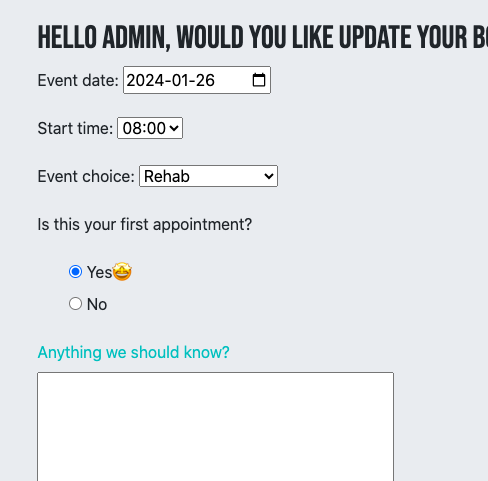 HELLO ADMIN, WOULD YOU LIKE UPDATE YOUR
Event date: 2024-01-26
Start time: 08:00
Event choice: Rehab
Is this your first appointment?
Yes🤩
No
Anything we should know?